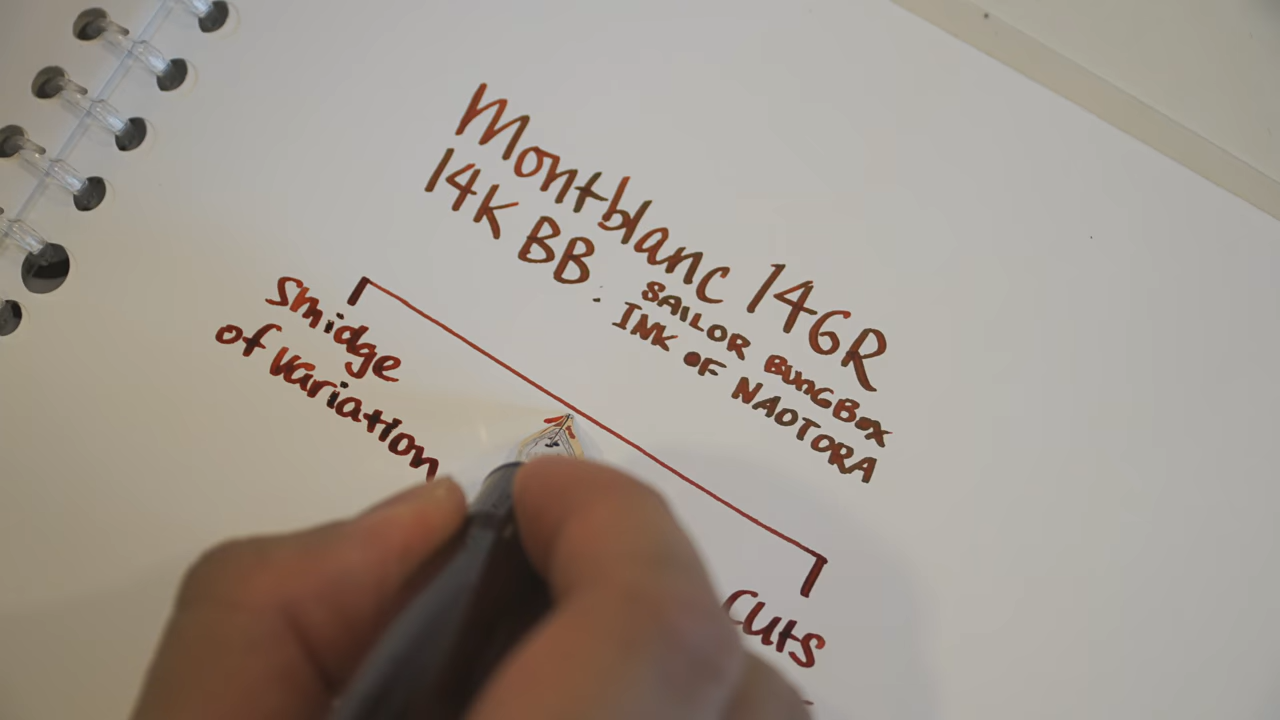 Montblanc 146R
14K BB.
SAILOR BUNGBOX
INK OF NAOTORA
Smidge
of variation
Cuts